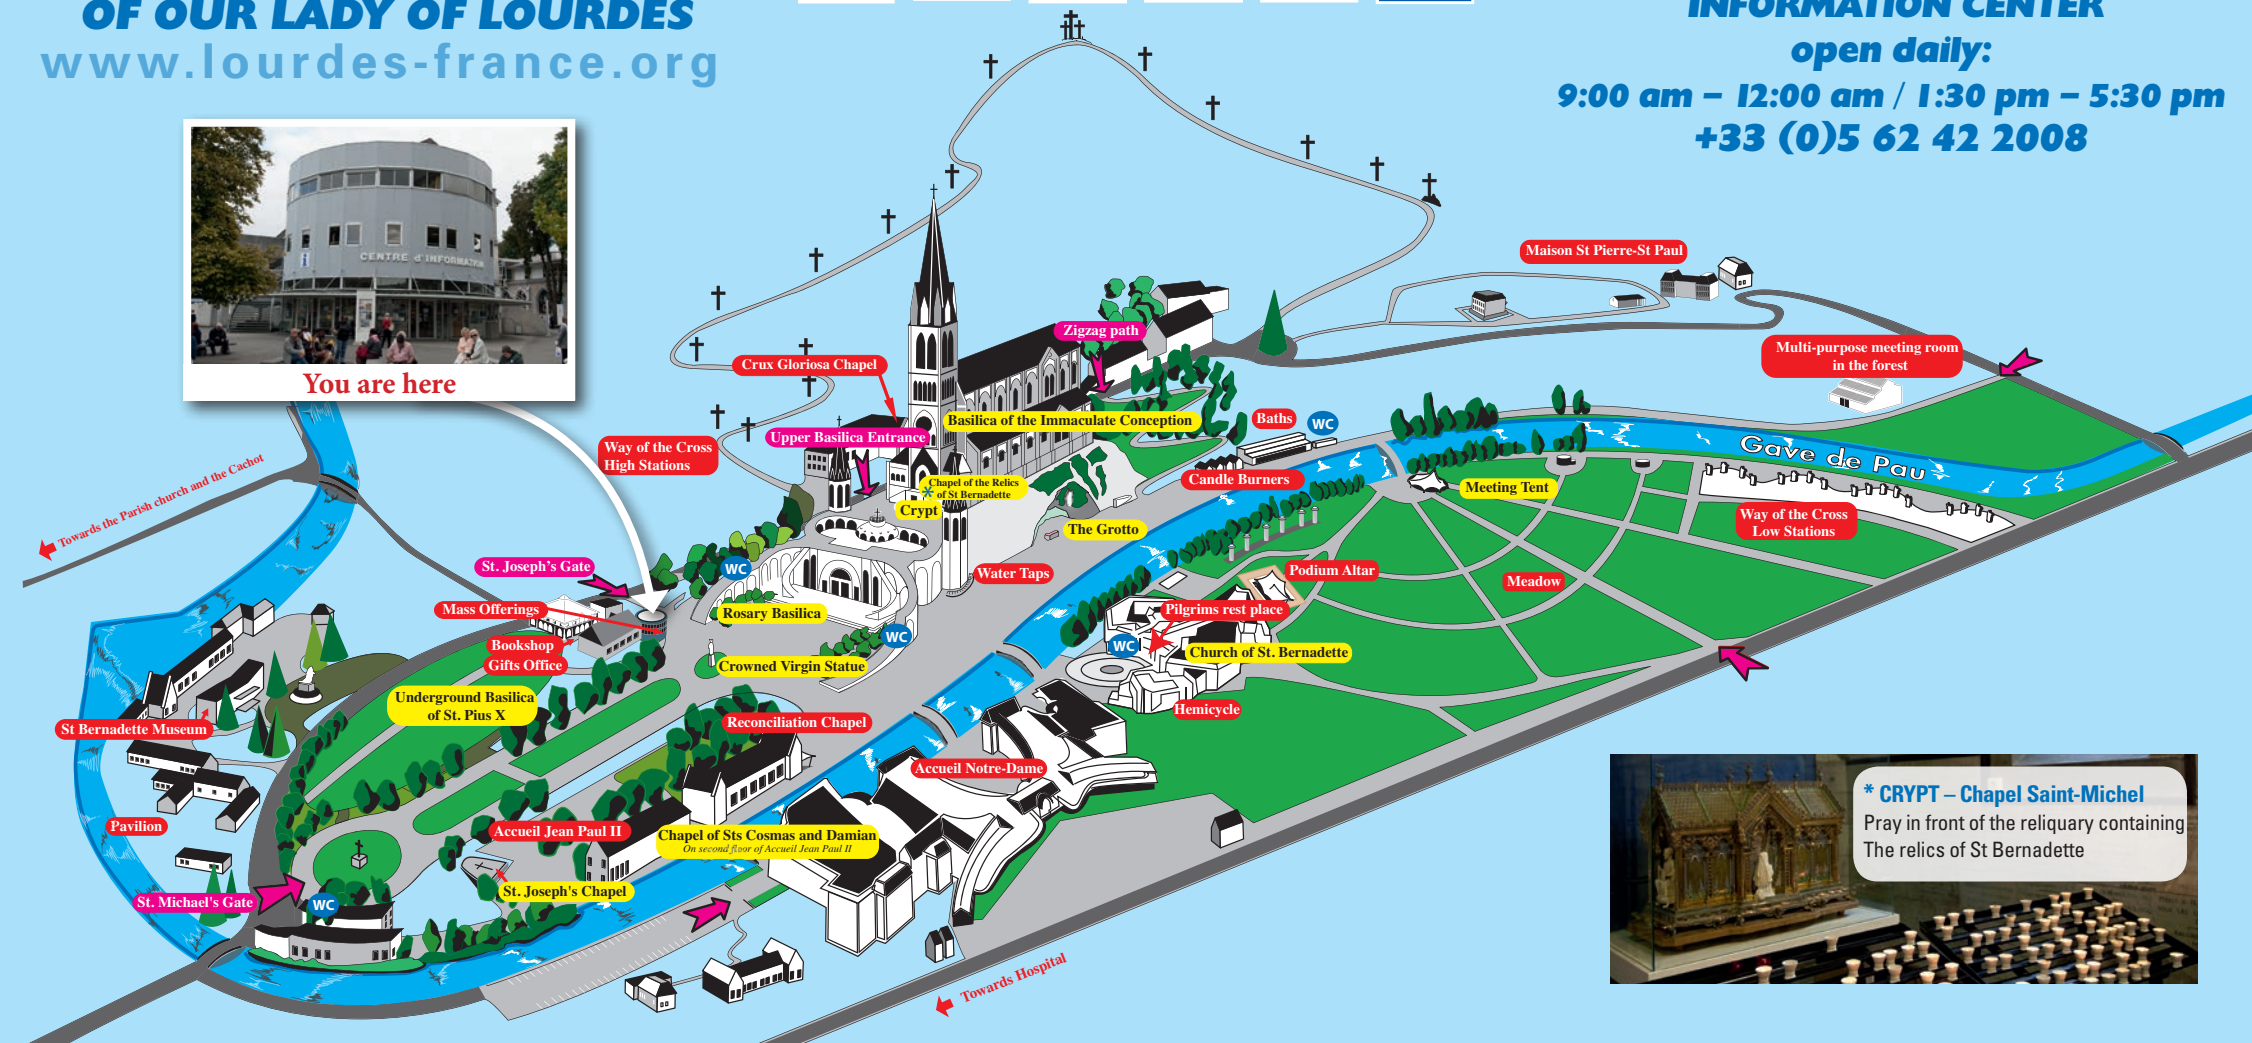 OF OUR LADY OF LOURDES
www.lourdes-france.org
INFORMATION CENTER
open daily:
9:00 am – 12:00 am / 1:30 pm – 5:30 pm
+33 (0)5 62 42 2008
CENTRE d'INFORMATION
You are here
Maison St Pierre-St Paul
Zigzag path
Multi-purpose meeting room
in the forest
Crux Gloriosa Chapel
Basilica of the Immaculate Conception
Baths
WC
Upper Basilica Entrance
Way of the Cross
High Stations
Gave de Pau
Towards the Parish church and the Cachot
Chapel of the Relics
* of St Bernadette
Candle Burners
Meeting Tent
Crypt
The Grotto
Way of the Cross
Low Stations
St. Joseph's Gate
WC
Water Taps
Podium Altar
Meadow
Mass Offerings
Rosary Basilica
Pilgrims rest place
WC
WC
Bookshop
Gifts Office
Crowned Virgin Statue
Church of St. Bernadette
Underground Basilica
of St. Pius X
Hemicycle
St Bernadette Museum
Reconciliation Chapel
Accueil Notre-Dame
Pavilion
Accueil Jean Paul II
Chapel of Sts Cosmas and Damian
On second floor of Accueil Jean Paul II
St. Joseph's Chapel
St. Michael's Gate
WC
Towards Hospital
* CRYPT – Chapel Saint-Michel
Pray in front of the reliquary containing
The relics of St Bernadette